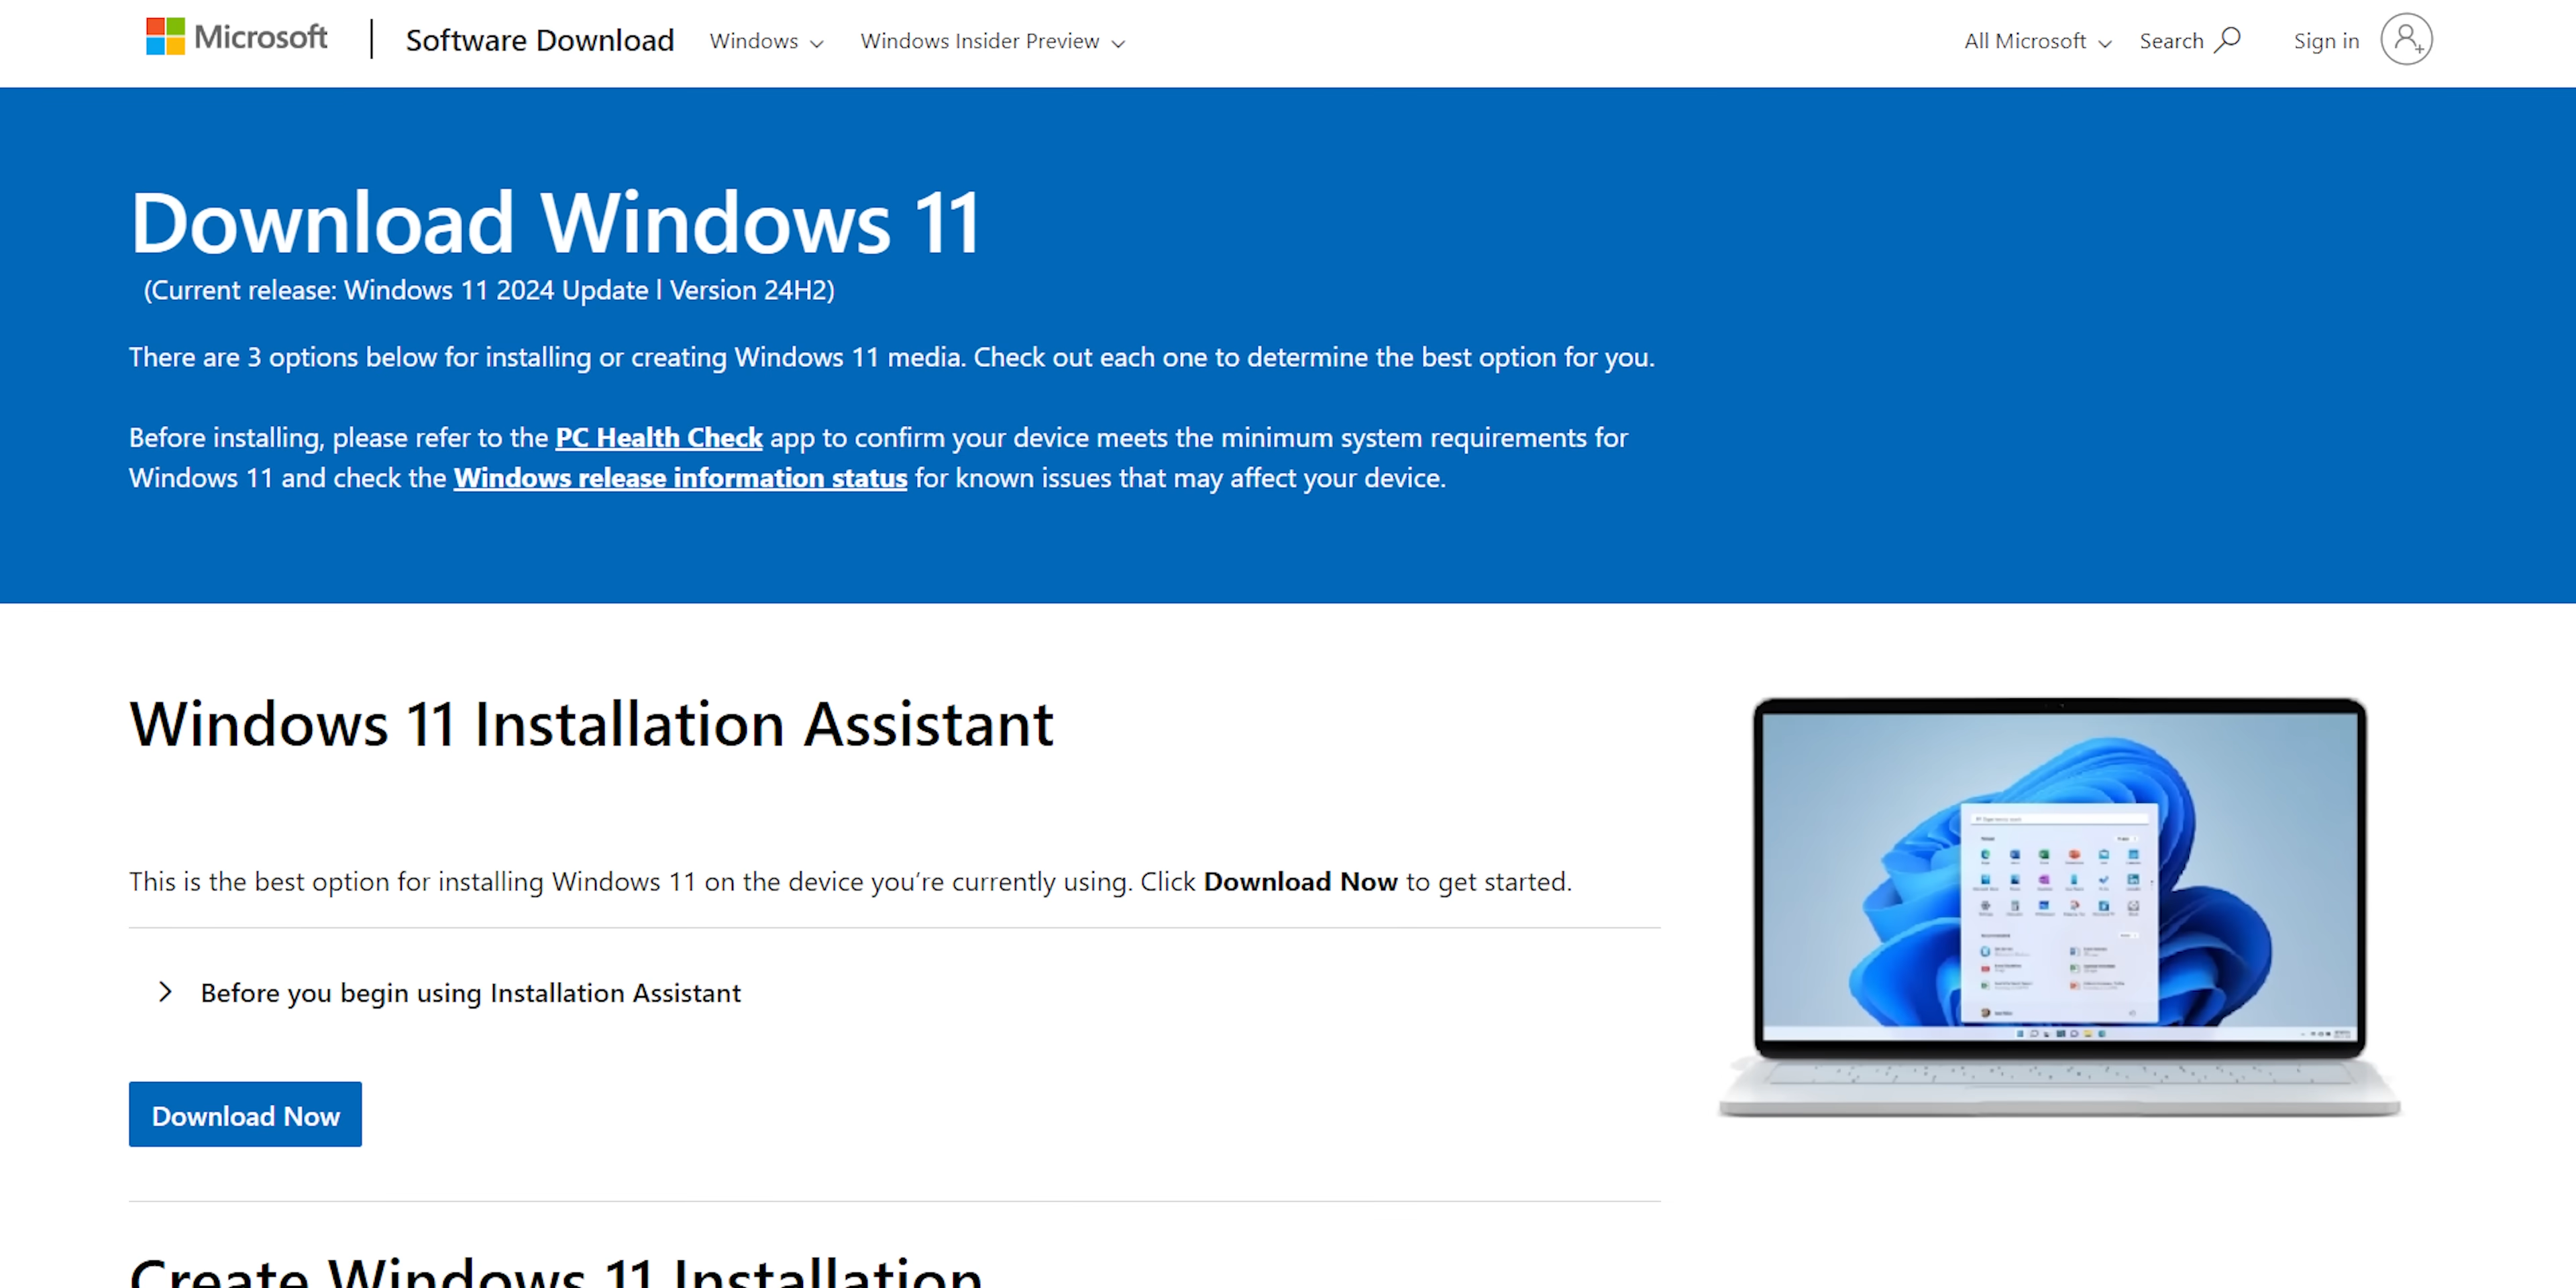 Microsoft
Software Download
Windows
Windows Insider Preview
All Microsoft
Search
Sign in
Download Windows 11
(Current release: Windows 11 2024 Update l Version 24H2)
There are 3 options below for installing or creating Windows 11 media. Check out each one to determine the best option for you.
Before installing, please refer to the PC Health Check app to confirm your device meets the minimum system requirements for
Windows 11 and check the Windows release information status for known issues that may affect your device.
Windows 11 Installation Assistant
This is the best option for installing Windows 11 on the device you’re currently using. Click Download Now to get started.
Before you begin using Installation Assistant
Download Now
Create Windows 11 Installation